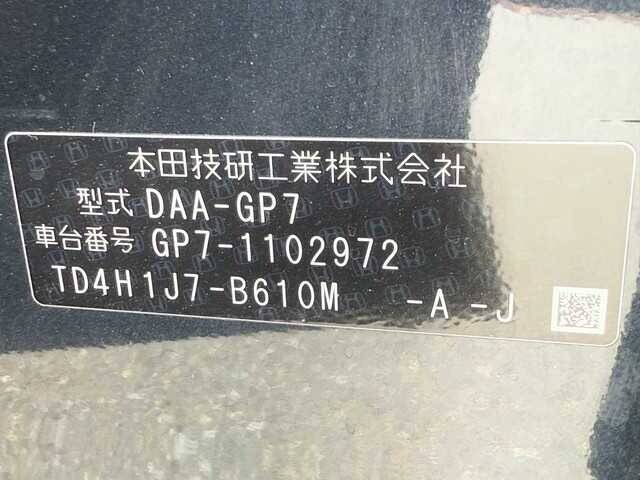 本田技研工業株式会社
型式 DAA-GP7
車台番号 GP7-1102972
TD4H1J7-B610M -A -J